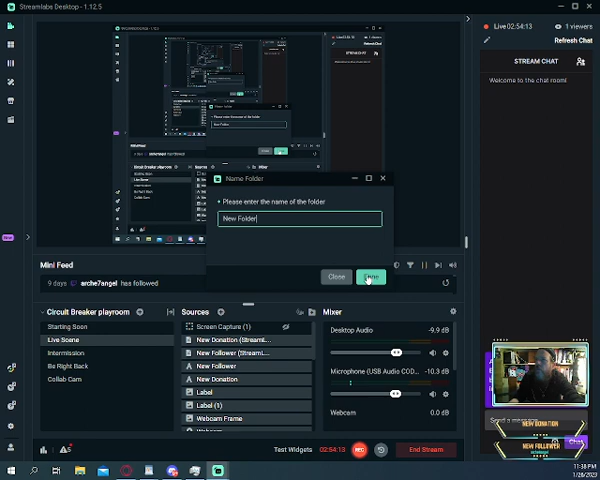 Streamlabs Desktop - 1.12.5
Live 02:54:13
1 viewers
Refresh Chat
STREAM CHAT
Welcome to the chat room!
Name Folder
Please enter the name of the folder
New Folder
Close
Done
Mini Feed
9 days arche7angel has followed
Circuit Breaker playroom
Starting Soon
Live Scene
Intermission
Be Right Back
Collab Cam
Sources
Screen Capture (1)
New Donation (StreamL...
New Follower (StreamL...
New Follower
New Donation
Label
Label (1)
Webcam Frame
Mixer
Desktop Audio
-9.9 dB
Microphone (USB Audio COD...
-10.3 dB
Webcam
0.0 dB
Send a message
NEW DONATION
NEW FOLLOWER
Chat
Test Widgets
02:54:13
REC
End Stream
11:38 PM
1/28/2023